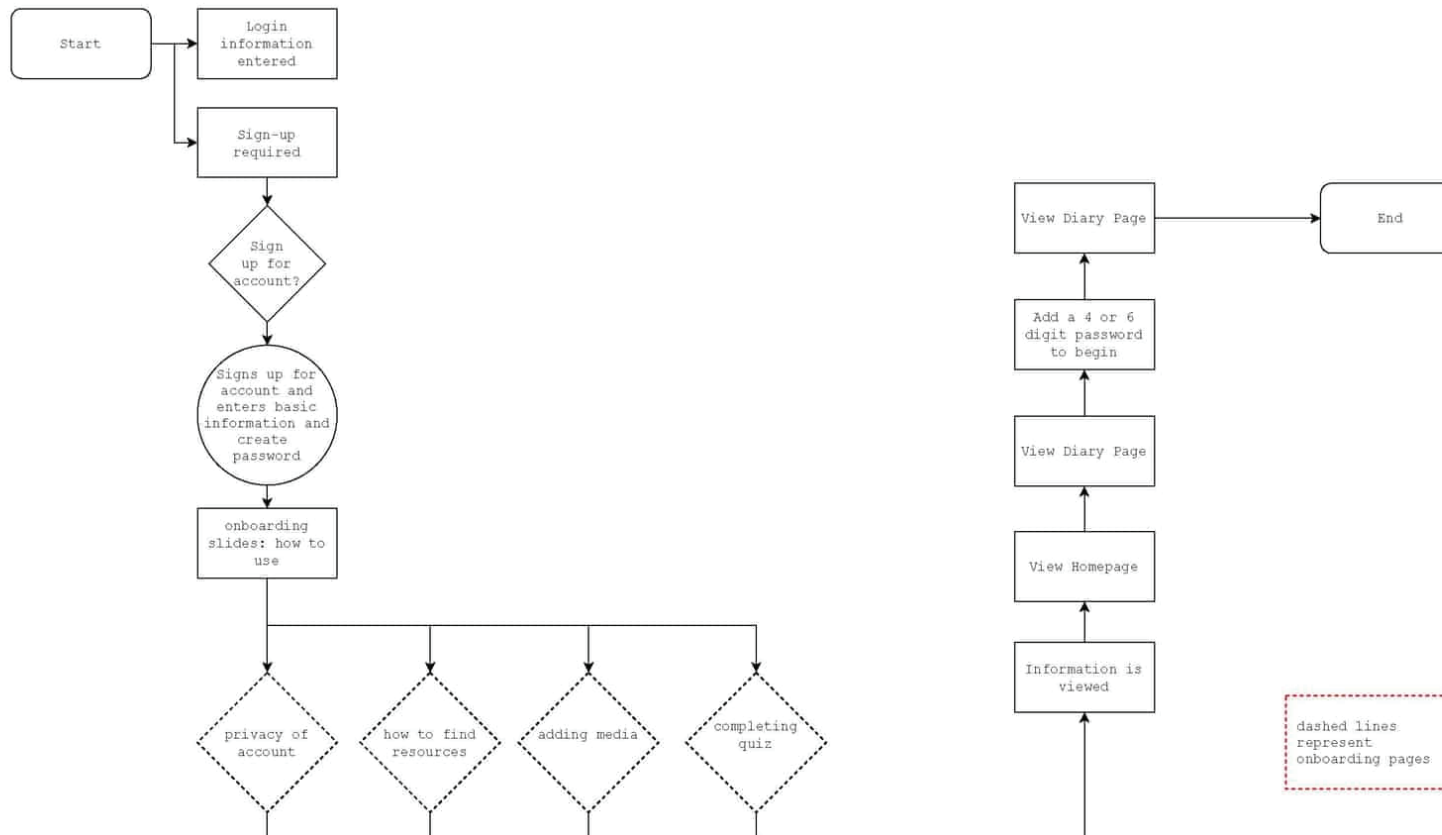 Start
Login
information
entered
Sign-up
required
Sign
up for
account?
Signs up for
account and
enters basic
information and
create
password
onboarding
slides: how to
use
privacy of
account
how to find
resources
adding media
completing
quiz
Information is
viewed
View Homepage
View Diary Page
Add a 4 or 6
digit password
to begin
View Diary Page
End
dashed lines
represent
onboarding pages